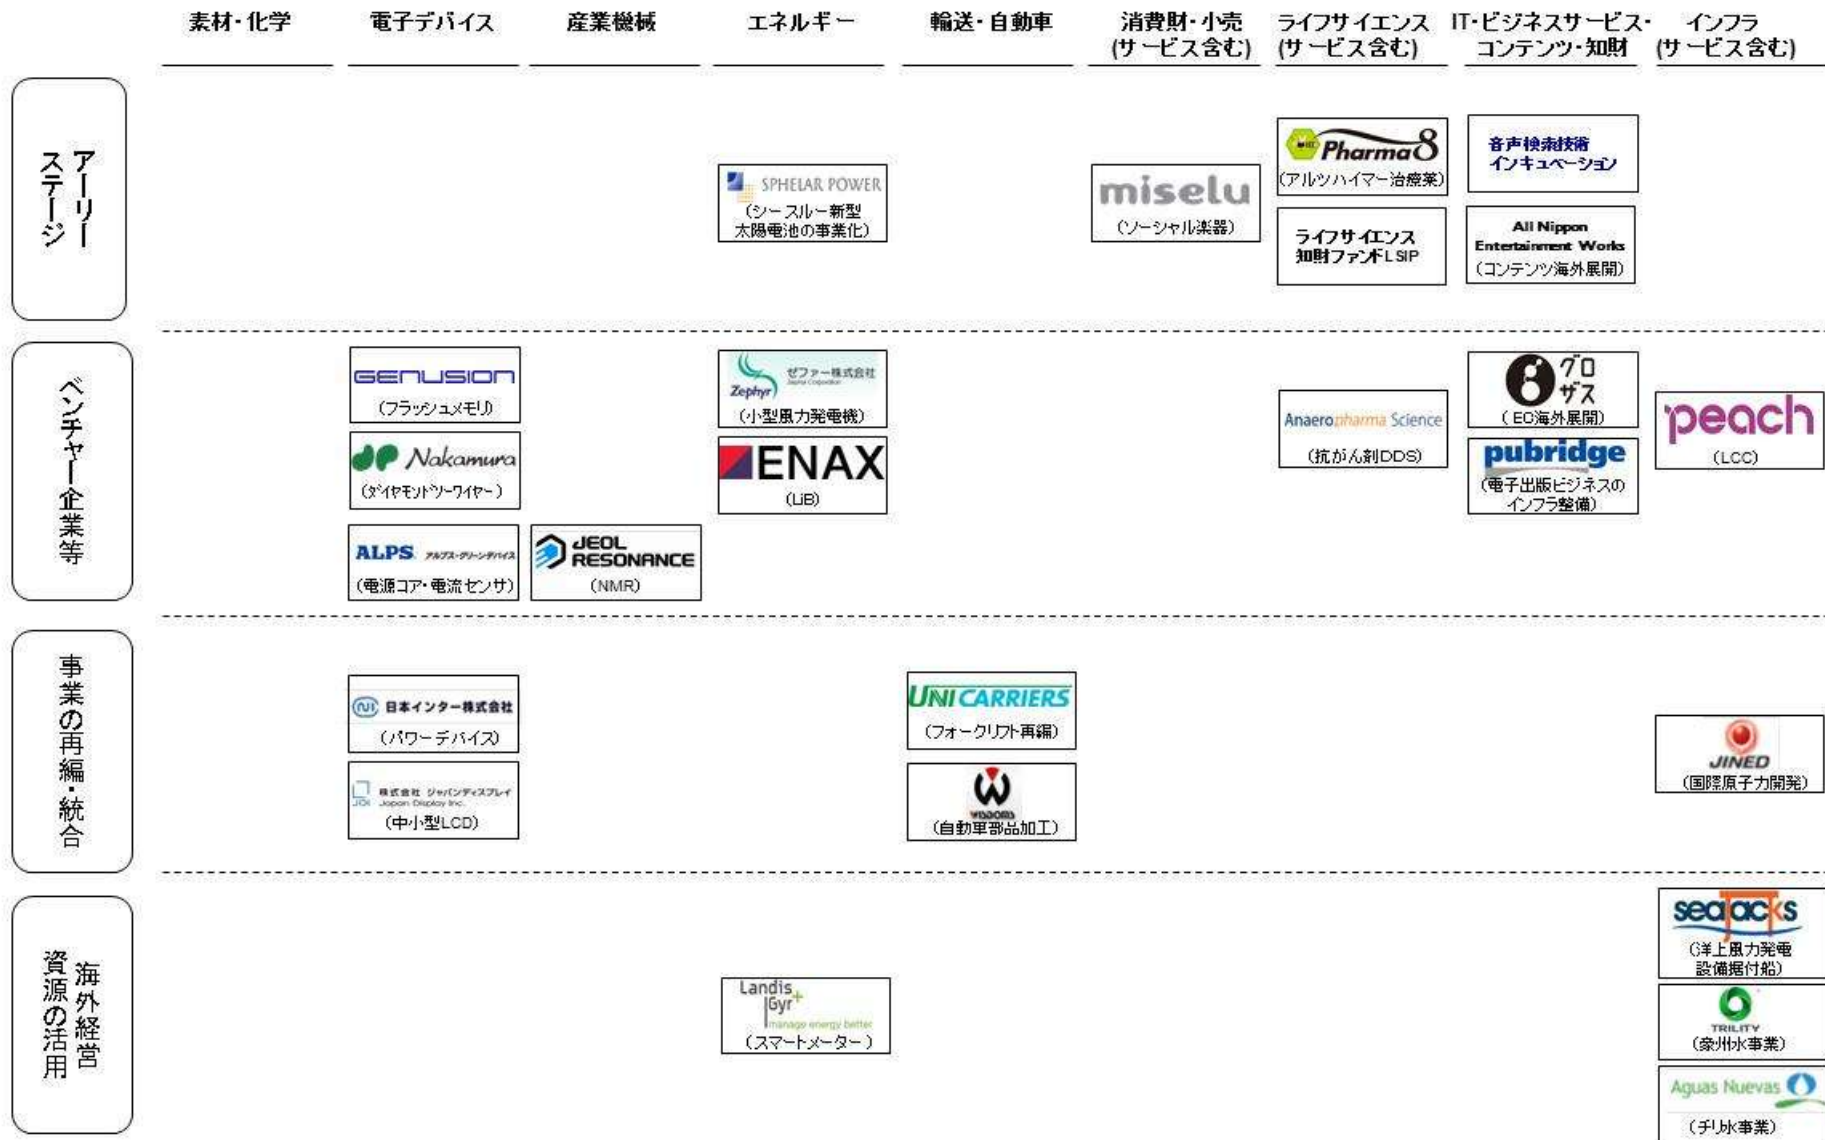 素材・化学
電子デバイス
産業機械
エネルギー
輸送・自動車
消費財・小売
(サービス含む)
ライフサイエンス
(サービス含む)
IT・ビジネスサービス・
コンテンツ・知財
インフラ
(サービス含む)
アーリー
ステージ
SPHELAR POWER
(シースルー新型
太陽電池の事業化)
miselu
(ソーシャル楽器)
Pharma8
(アルツハイマー治療薬)
ライフサイエンス
知財ファンドLSIP
音声検索技術
インキュベーション
All Nippon
Entertainment Works
(コンテンツ海外展開)
ベンチャー企業等
GENUSION
(フラッシュメモリ)
Nakamura
(ダイヤモンドソーワイヤー)
ALPS アルプス・グリーンデバイス
(電源コア・電流センサ)
JEOL
RESONANCE
(NMR)
Zephyr
ゼファー株式会社
Zephyr Corporation
(小型風力発電機)
ENAX
(LiB)
Anaeropharma Science
(抗がん剤DDS)
グロ
ザス
(EC海外展開)
pubridge
(電子出版ビジネスの
インフラ整備)
peach
(LCC)
事業の再編・統合
日本インター株式会社
(パワーデバイス)
株式会社 ジャパンディスプレイ
JDI Japan Display Inc.
(中小型LCD)
UNICARRIERS
(フォークリフト再編)
WISDOMS
(自動車部品加工)
JINED
(国際原子力開発)
海外経営
資源の活用
Landis
Gyr+
manage energy better
(スマートメーター)
seajacks
(洋上風力発電
設備据付船)
TRILITY
(豪州水事業)
Aguas Nuevas
(チリ水事業)